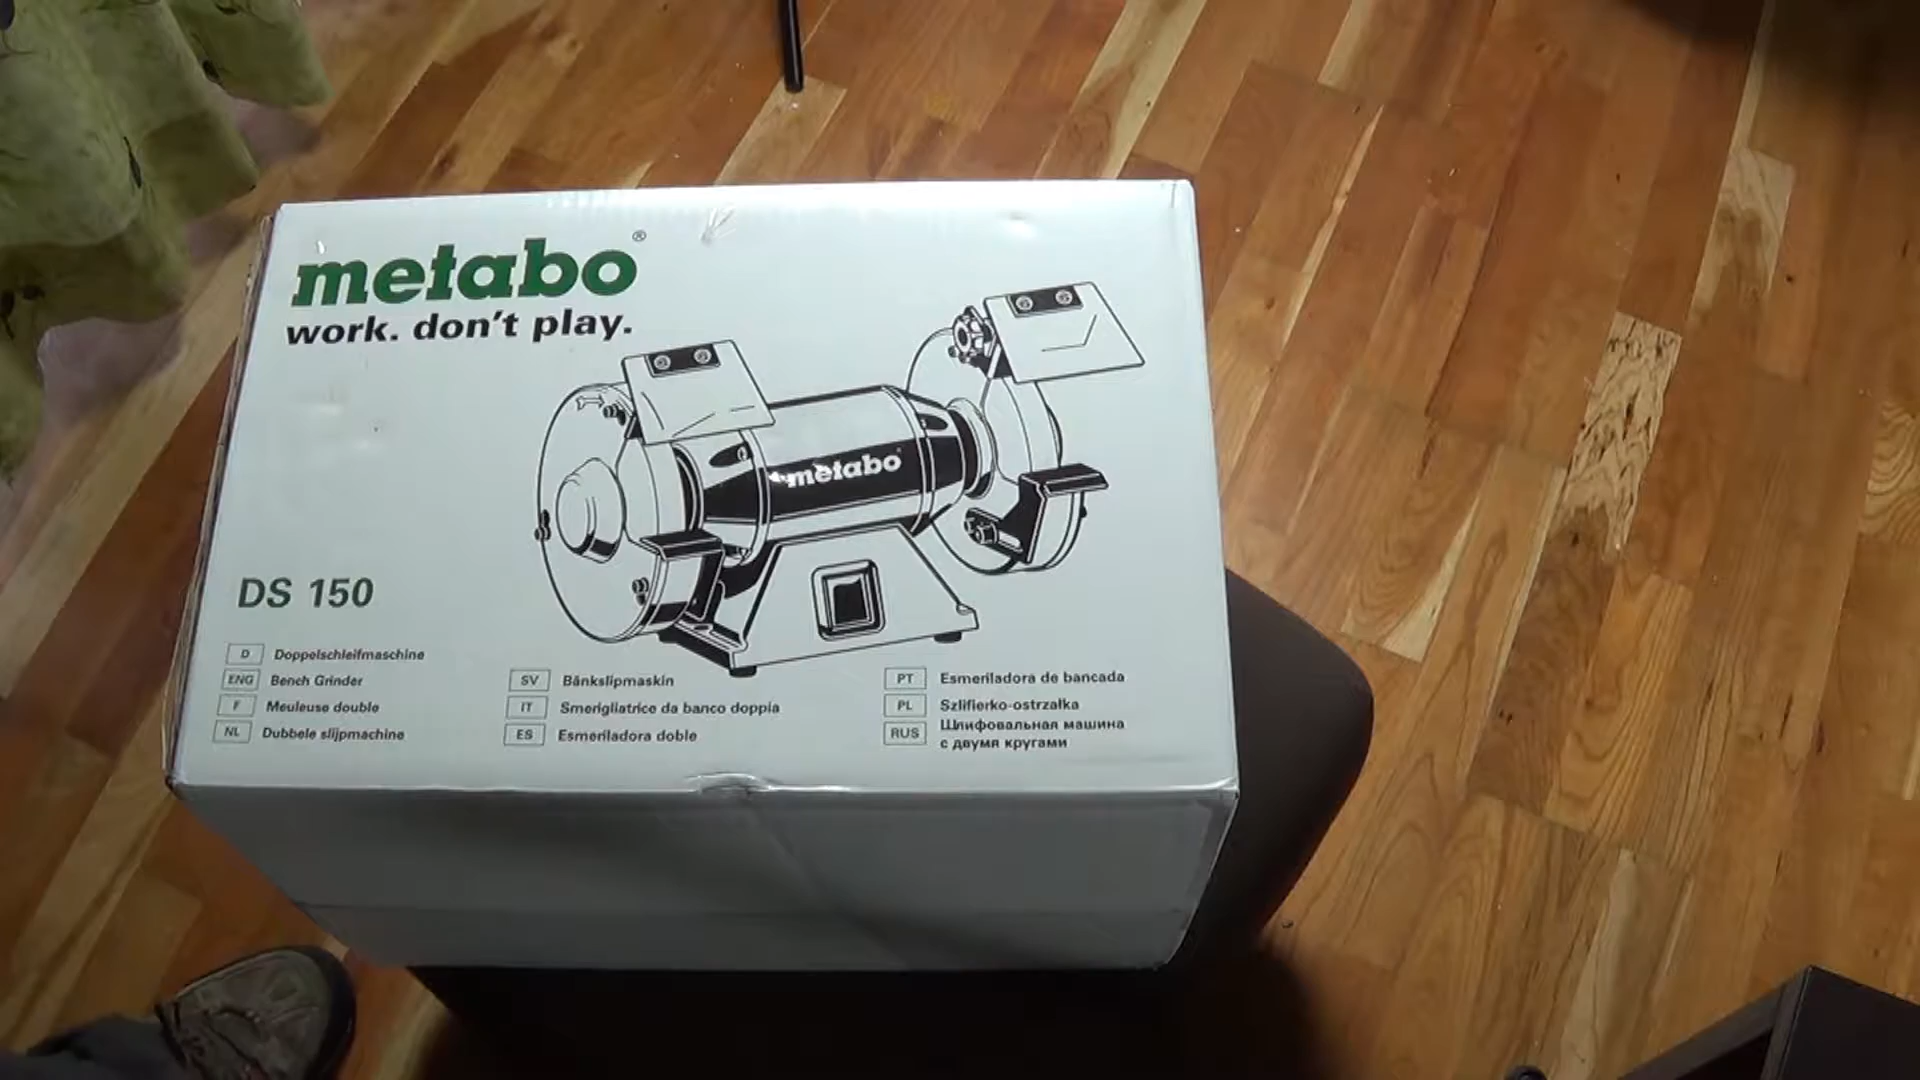 metabo®
work. don't play.
metabo
DS 150
D Doppelschleifmaschine
ENG Bench Grinder
F Meuleuse double
NL Dubbele slijpmachine
SV Bänkslipmaskin
IT Smerigliatrice da banco doppia
ES Esmeriladora doble
PT Esmeriladora de bancada
PL Szlifierko-ostrzałka
RUS Шлифовальная машина
с двумя кругами